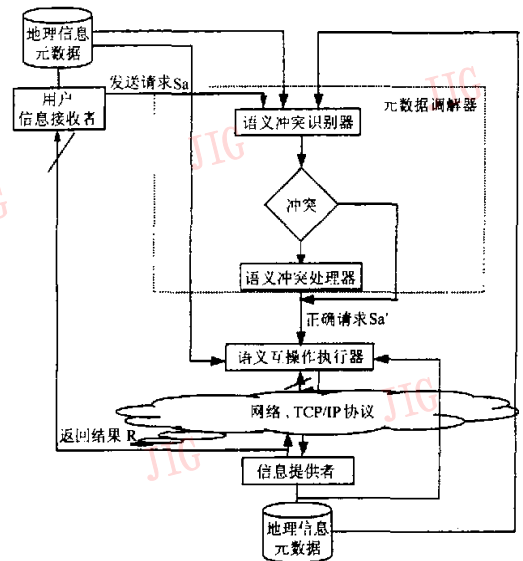 地理信息
元数据
发送请求Sa
用户
信息接收者
元数据调解器
语义冲突识别器
冲突
语义冲突处理器
正确请求Sa'
语义互操作执行器
网络、TCP/IP协议
返回结果 R
信息提供者
地理信息
元数据
JIG
JIG
JIG
JIG
JIG